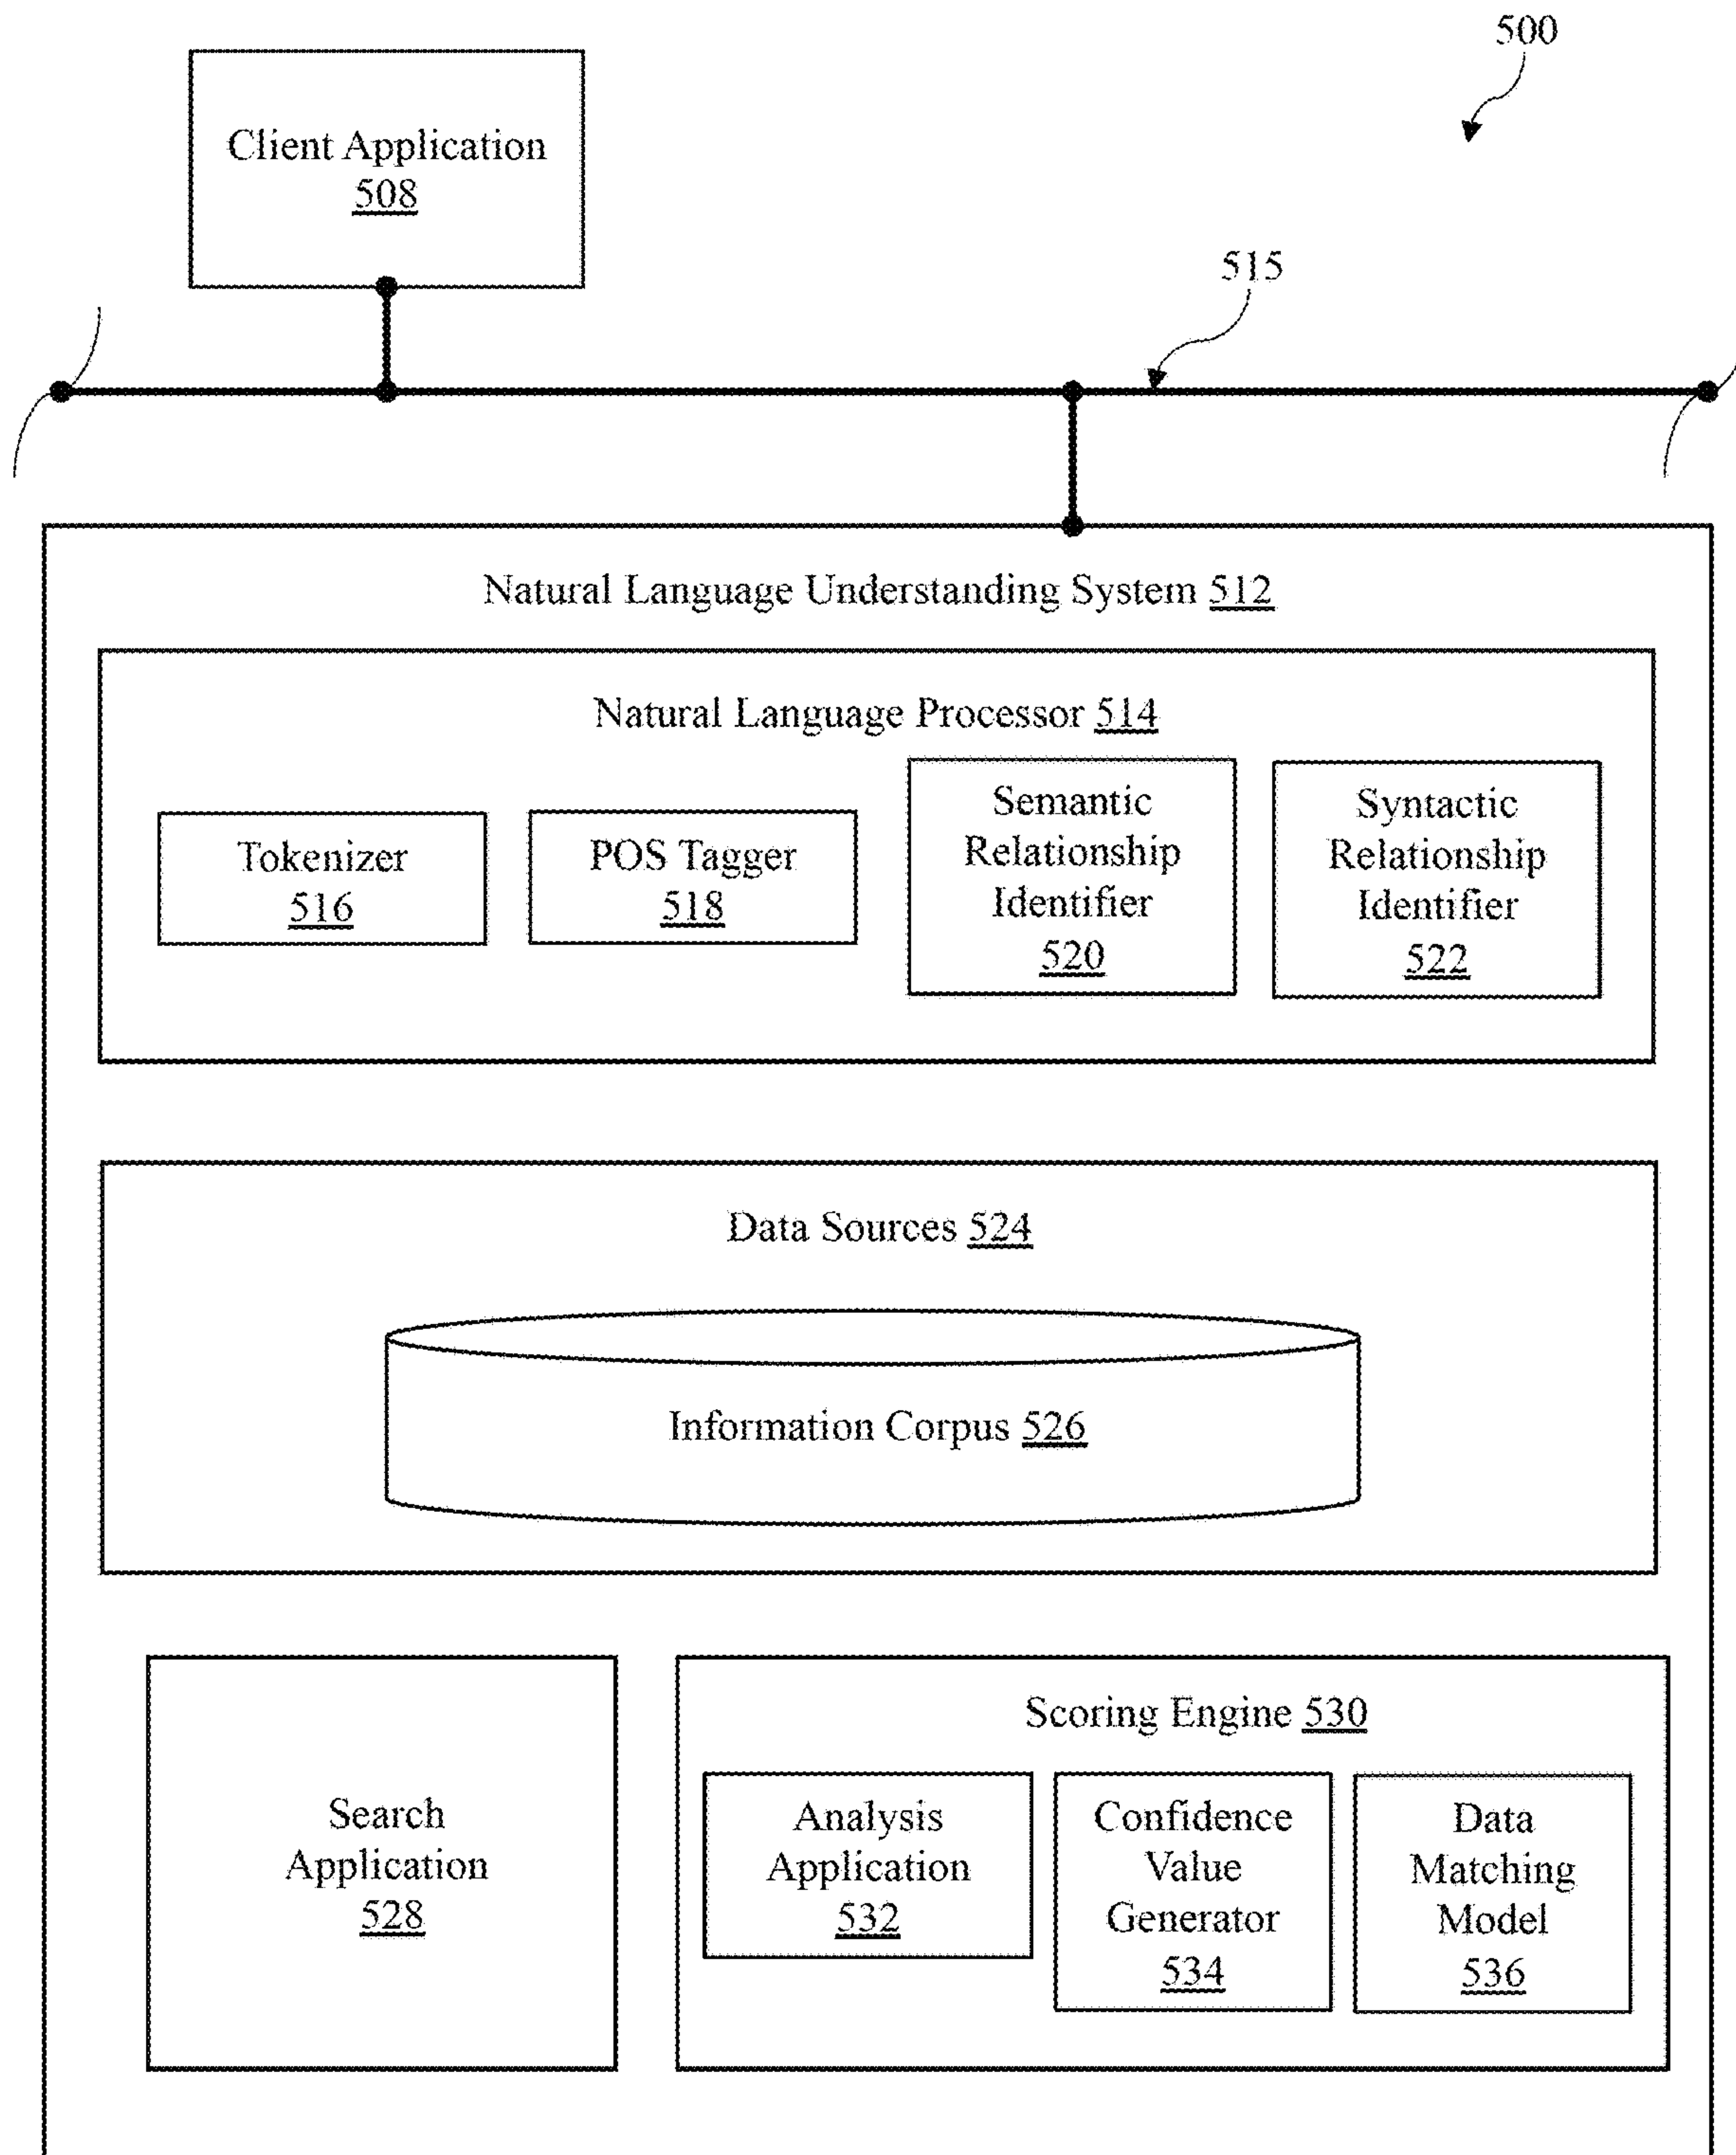 500
Client Application
508
515
Natural Language Understanding System 512
Natural Language Processor 514
Tokenizer
516
POS Tagger
518
Semantic
Relationship
Identifier
520
Syntactic
Relationship
Identifier
522
Data Sources 524
Information Corpus 526
Search
Application
528
Scoring Engine 530
Analysis
Application
532
Confidence
Value
Generator
534
Data
Matching
Model
536